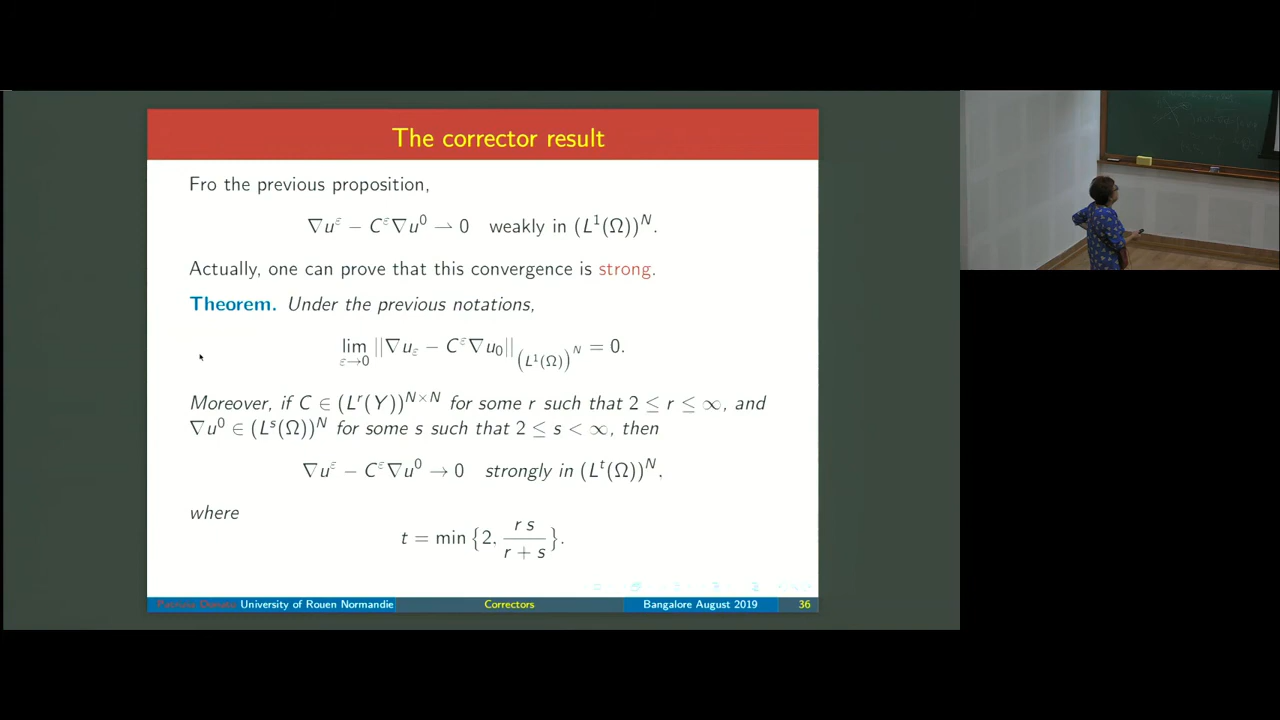 The corrector result
Fro the previous proposition,
∇u^ε − C^ε∇u^0 ⇀ 0 weakly in (L^1(Ω))^N.
Actually, one can prove that this convergence is strong.
Theorem. Under the previous notations,
lim_{ε→0} ||∇u_ε − C^ε∇u_0||_{(L^1(Ω))^N} = 0.
Moreover, if C ∈ (L^r(Y))^{N×N} for some r such that 2 ≤ r ≤ ∞, and
∇u^0 ∈ (L^s(Ω))^N for some s such that 2 ≤ s < ∞, then
∇u^ε − C^ε∇u^0 → 0 strongly in (L^t(Ω))^N.
where
t = min {2, \frac{r s}{r + s}}.
University of Rouen Normandie Correctors Bangalore August 2019 36